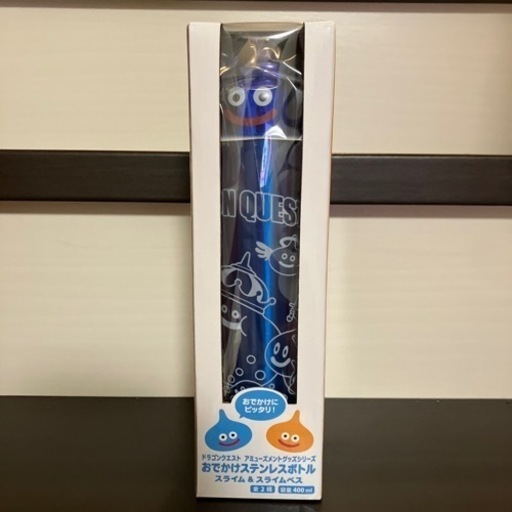 N QUES
おでかけに
ピッタリ!
ドラゴンクエスト アミューズメントグッズシリーズ
おでかけステンレスボトル
スライム & スライムベス
全2種 容量400ml